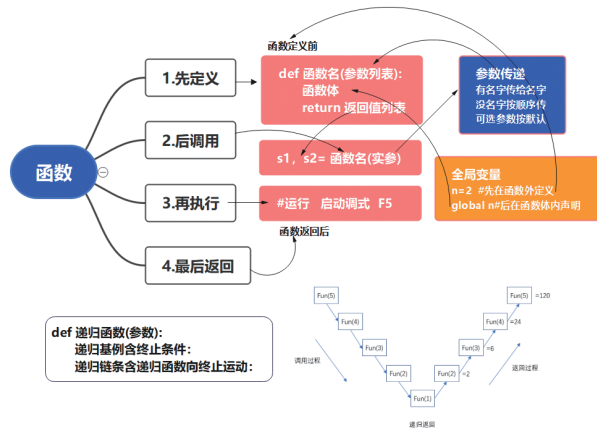 函数定义前
函数
1.先定义
2.后调用
3.再执行
4.最后返回
def 函数名(参数列表):
函数体
return 返回值列表
s1，s2= 函数名(实参)
#运行 启动调式 F5
函数返回后
参数传递
有名字传给名字
没名字按顺序传
可选参数按默认
全局变量
n=2 #先在函数外定义
global n#后在函数体内声明
def 递归函数(参数):
递归基例含终止条件:
递归链条含递归函数向终止运动:
Fun(5)
Fun(4)
Fun(3)
Fun(2)
Fun(1)
Fun(2) =2
Fun(3) =6
Fun(4) =24
Fun(5) =120
调用过程
返回过程
递归返回